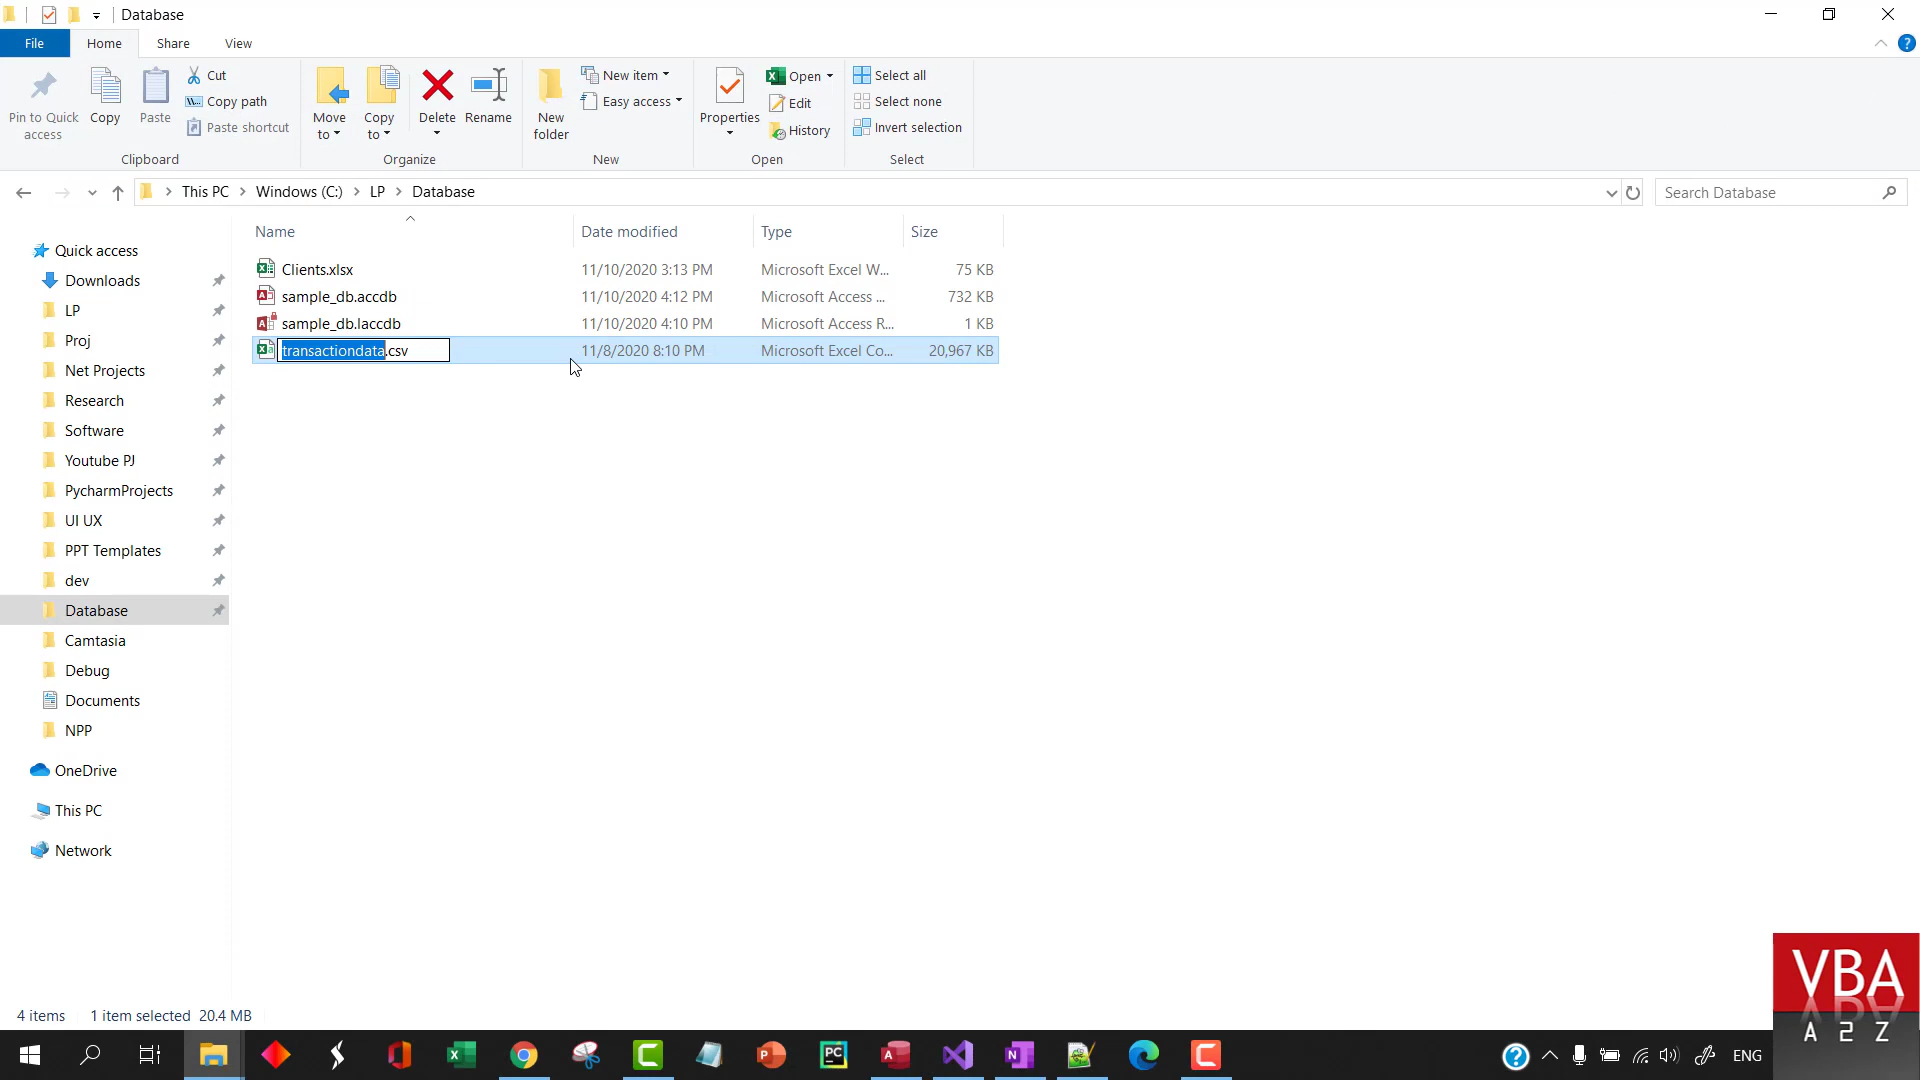 Database
File Home Share View
Pin to Quick access
Copy
Paste
Cut
Copy path
Paste shortcut
Clipboard
Move to
Copy to
Delete
Rename
Organize
New folder
New item
Easy access
New
Properties
Open
Edit
History
Open
Select all
Select none
Invert selection
Select
This PC > Windows (C:) > LP > Database
Search Database
Name Date modified Type Size
Clients.xlsx 11/10/2020 3:13 PM Microsoft Excel W... 75 KB
sample_db.accdb 11/10/2020 4:12 PM Microsoft Access ... 732 KB
sample_db.laccdb 11/10/2020 4:10 PM Microsoft Access R... 1 KB
transactiondata.csv 11/8/2020 8:10 PM Microsoft Excel Co... 20,967 KB
Quick access
Downloads
LP
Proj
Net Projects
Research
Software
Youtube PJ
PycharmProjects
UI UX
PPT Templates
dev
Database
Camtasia
Debug
Documents
NPP
OneDrive
This PC
Network
4 items 1 item selected 20.4 MB
ENG
VBA
A 2 Z